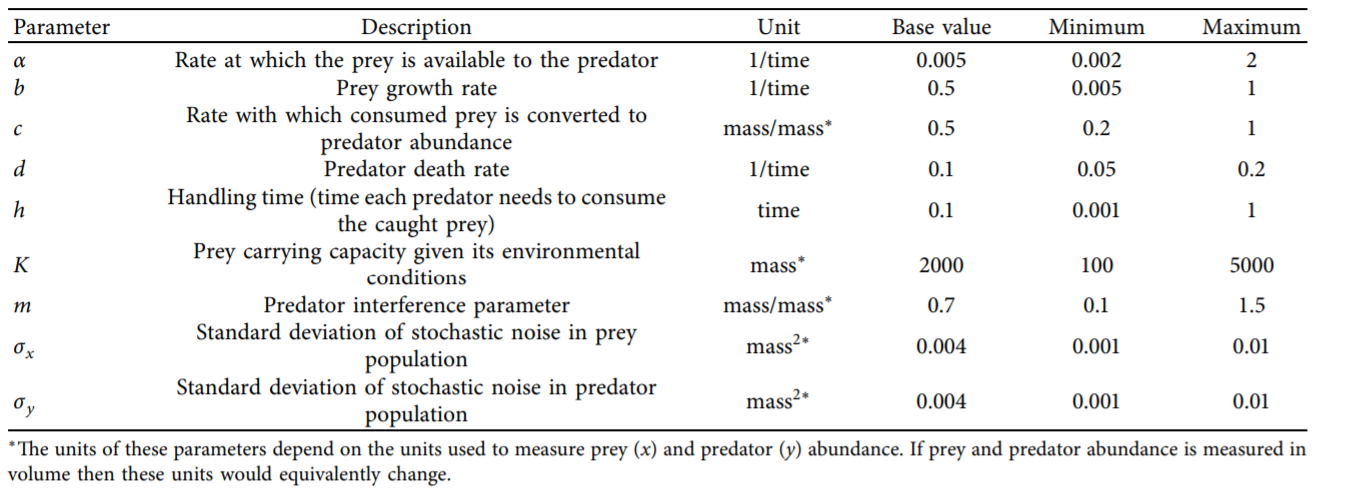 Parameter Description Unit Base value Minimum Maximum
α Rate at which the prey is available to the predator 1/time 0.005 0.002 2
b Prey growth rate 1/time 0.5 0.005 1
c Rate with which consumed prey is converted to predator abundance mass/mass* 0.5 0.2 1
d Predator death rate 1/time 0.1 0.05 0.2
h Handling time (time each predator needs to consume the caught prey) time 0.1 0.001 1
K Prey carrying capacity given its environmental conditions mass* 2000 100 5000
m Predator interference parameter mass/mass* 0.7 0.1 1.5
σx Standard deviation of stochastic noise in prey population mass2* 0.004 0.001 0.01
σy Standard deviation of stochastic noise in predator population mass2* 0.004 0.001 0.01
*The units of these parameters depend on the units used to measure prey (x) and predator (y) abundance. If prey and predator abundance is measured in
volume then these units would equivalently change.